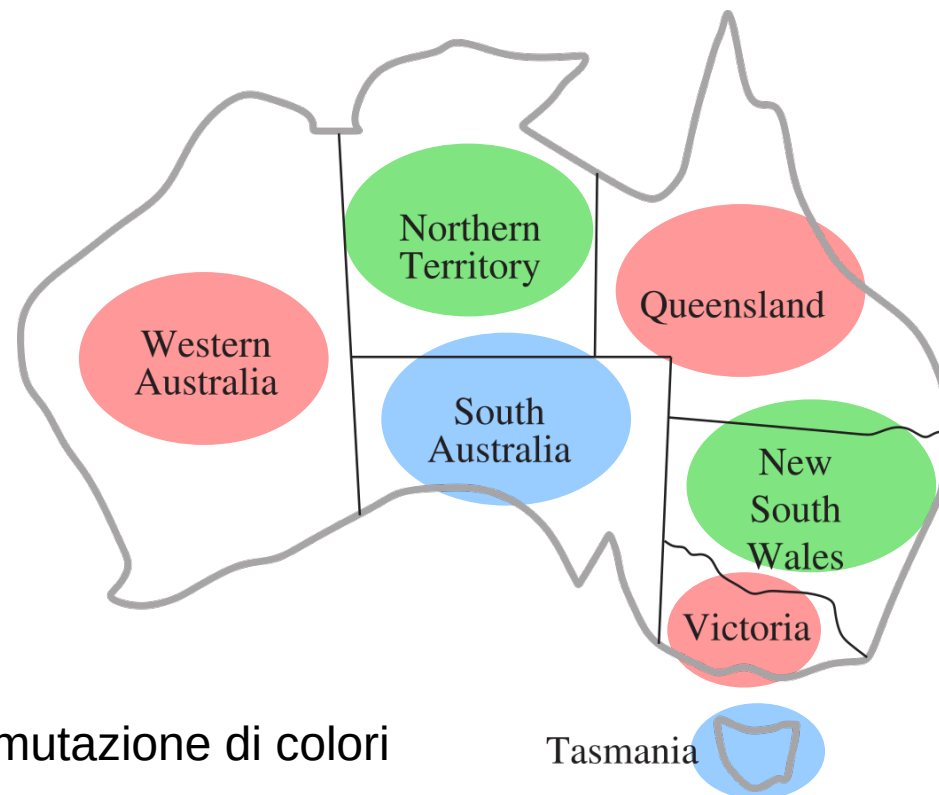 Northern
Territory
Western
Australia
Queensland
South
Australia
New
South
Wales
Victoria
mutazione di colori
Tasmania